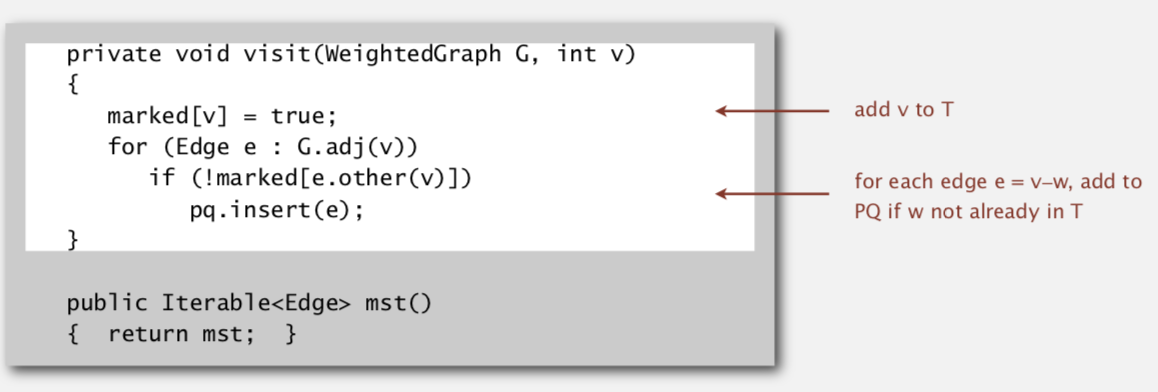 private void visit(WeightedGraph G, int v)
{
marked[v] = true;
for (Edge e : G.adj(v))
if (!marked[e.other(v)])
pq.insert(e);
}
public Iterable<Edge> mst()
{ return mst; }
add v to T
for each edge e = v–w, add to
PQ if w not already in T